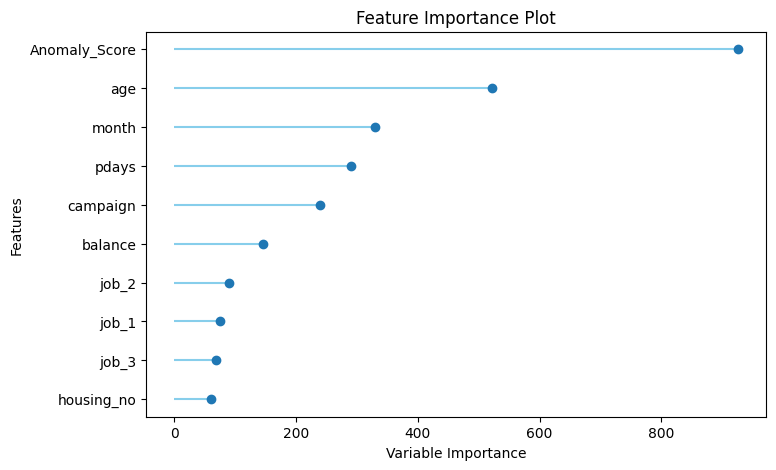 Feature Importance Plot
Features
Anomaly_Score
age
month
pdays
campaign
balance
job_2
job_1
job_3
housing_no
0 200 400 600 800
Variable Importance